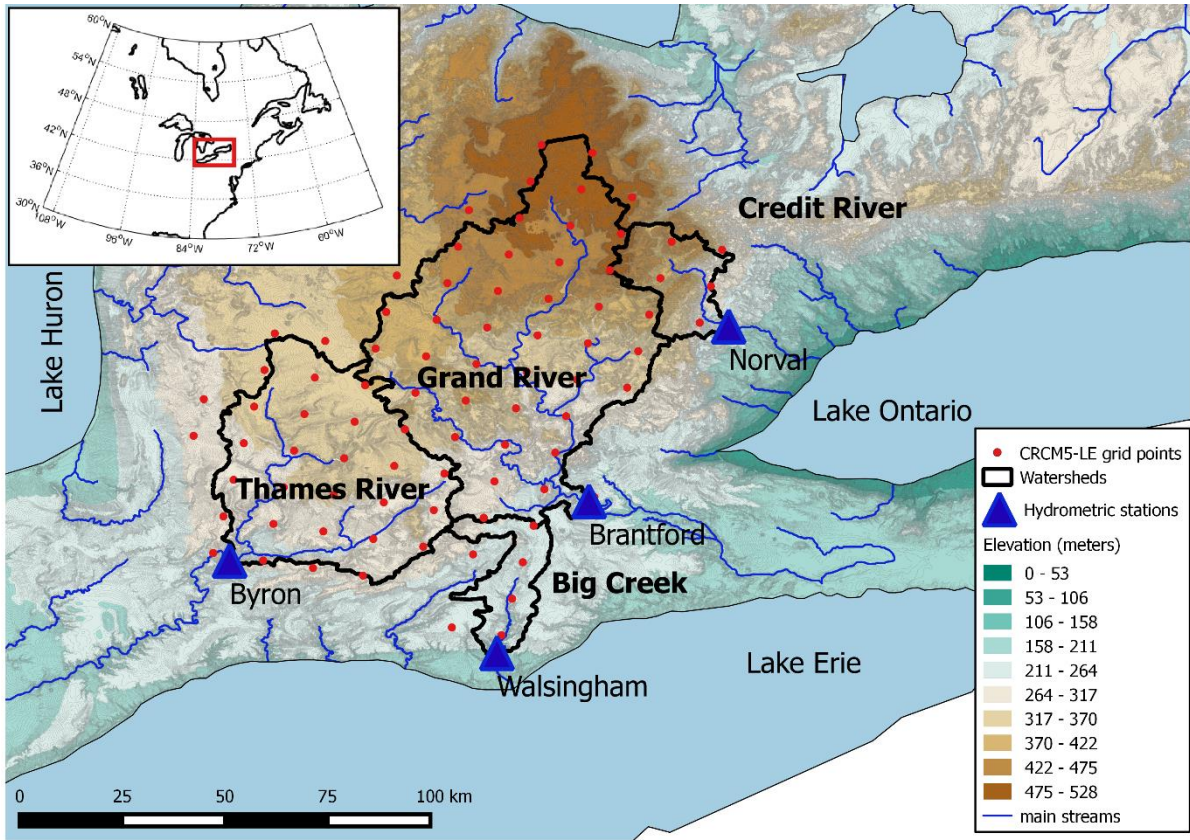 60°N
54°N
48°N
42°N
36°N
30°N
108°W
96°W
84°W
72°W
60°W
Credit River
Lake Huron
Norval
Grand River
Lake Ontario
Thames River
Brantford
Big Creek
Byron
Lake Erie
Walsingham
CRCM5-LE grid points
Watersheds
Hydrometric stations
Elevation (meters)
0 - 53
53 - 106
106 - 158
158 - 211
211 - 264
264 - 317
317 - 370
370 - 422
422 - 475
475 - 528
main streams
0 25 50 75 100 km